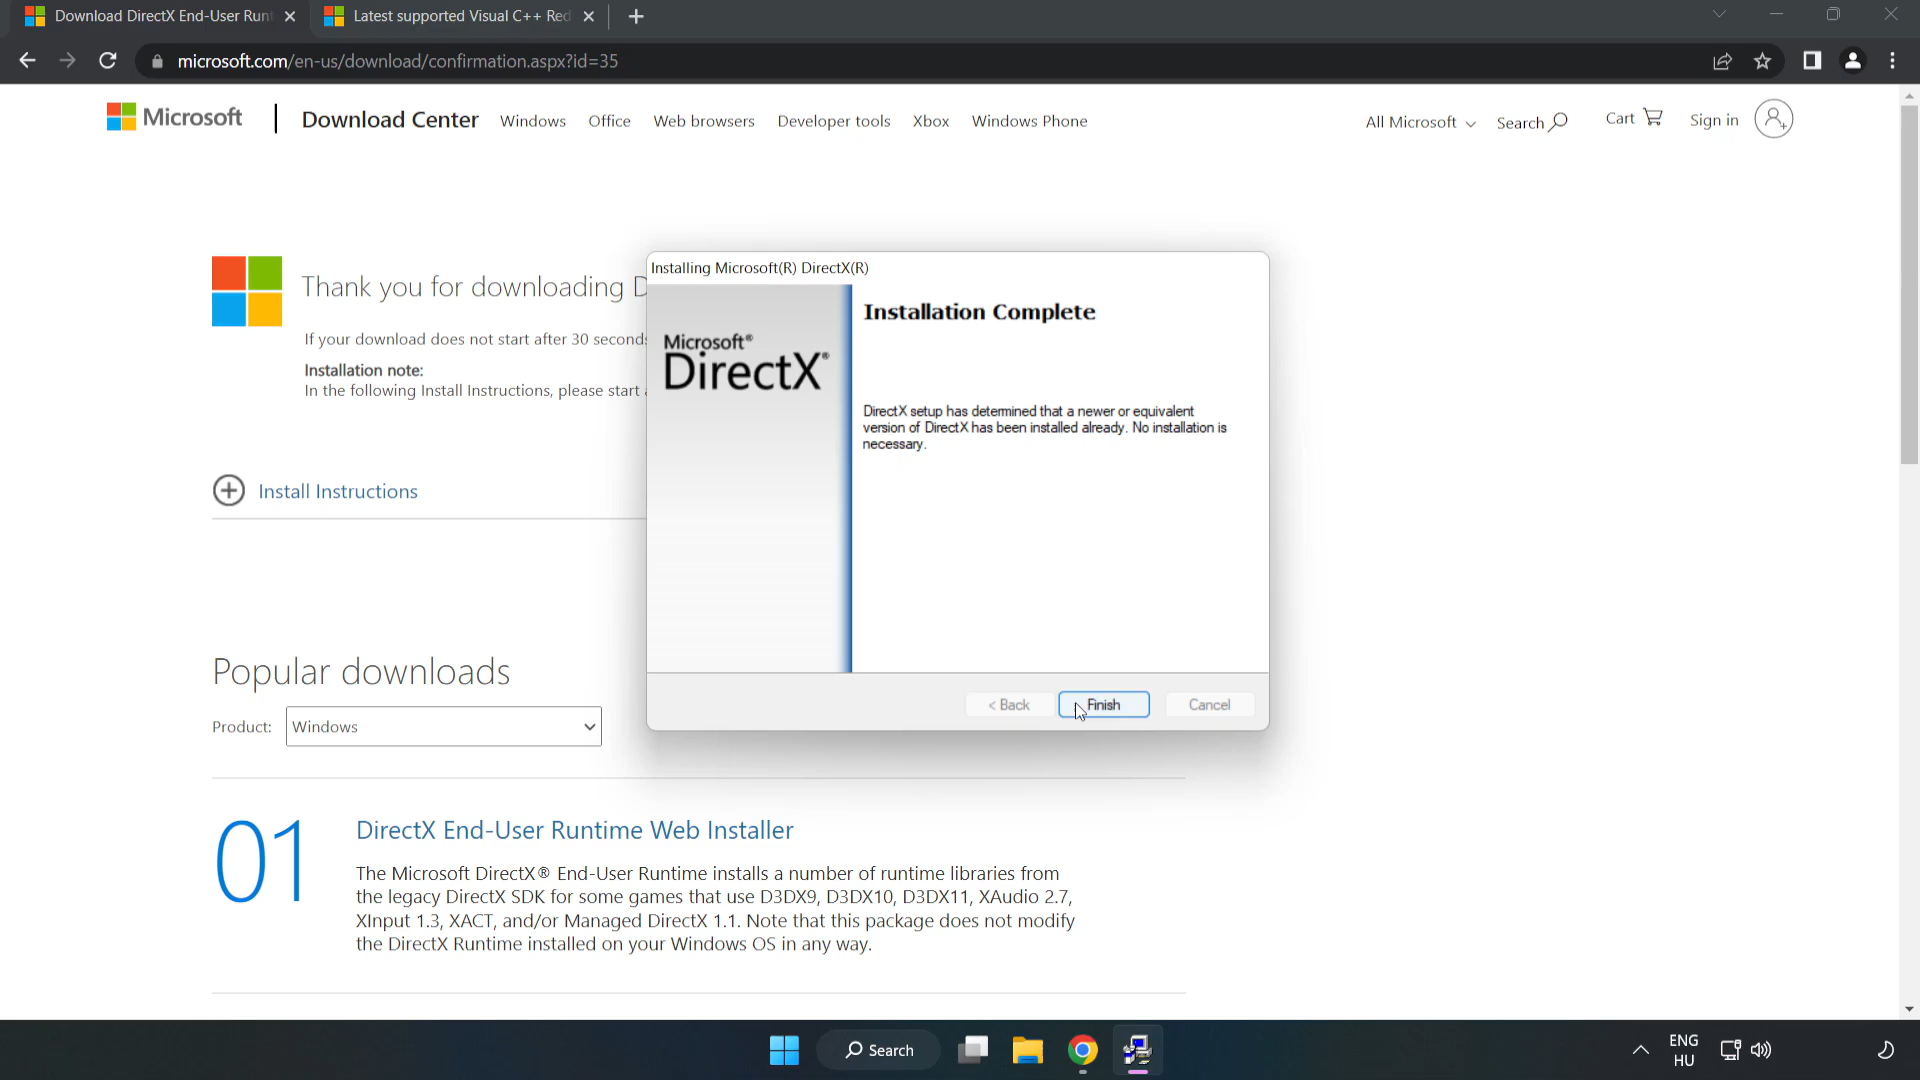 Download DirectX End-User Runt
Latest supported Visual C++ Red
microsoft.com/en-us/download/confirmation.aspx?id=35
Microsoft
Download Center
Windows
Office
Web browsers
Developer tools
Xbox
Windows Phone
All Microsoft
Search
Cart
Sign in
Thank you for downloading D
If your download does not start after 30 seconds
Installation note:
In the following Install Instructions, please start a
Install Instructions
Installing Microsoft(R) DirectX(R)
Microsoft®
DirectX®
Installation Complete
DirectX setup has determined that a newer or equivalent
version of DirectX has been installed already. No installation is
necessary.
< Back
Finish
Cancel
Popular downloads
Product:
Windows
01
DirectX End-User Runtime Web Installer
The Microsoft DirectX® End-User Runtime installs a number of runtime libraries from
the legacy DirectX SDK for some games that use D3DX9, D3DX10, D3DX11, XAudio 2.7,
XInput 1.3, XACT, and/or Managed DirectX 1.1. Note that this package does not modify
the DirectX Runtime installed on your Windows OS in any way.
Search
ENG
HU